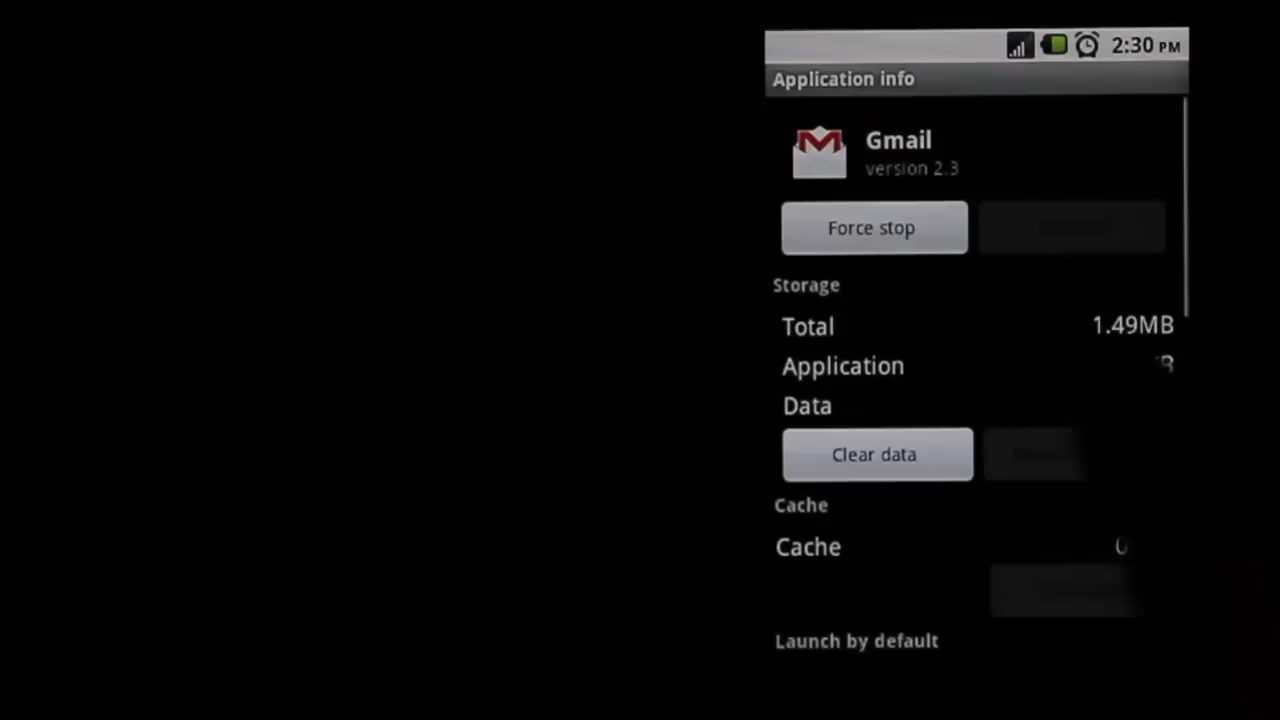 2:30 PM
Application info
Gmail
version 2.3
Force stop
Storage
Total 1.49MB
Application
Data
Clear data
Cache
Cache
Launch by default